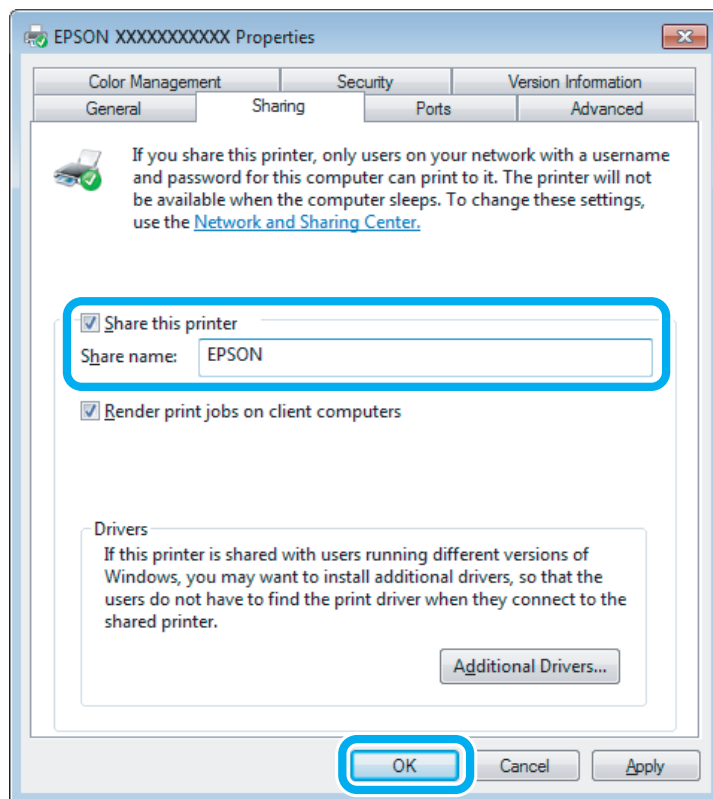 EPSON XXXXXXXXXXX Properties
Color Management
Security
Version Information
General
Sharing
Ports
Advanced
If you share this printer, only users on your network with a username
and password for this computer can print to it. The printer will not
be available when the computer sleeps. To change these settings,
use the Network and Sharing Center.
Share this printer
Share name: EPSON
Render print jobs on client computers
Drivers
If this printer is shared with users running different versions of
Windows, you may want to install additional drivers, so that the
users do not have to find the print driver when they connect to the
shared printer.
Additional Drivers...
OK
Cancel
Apply